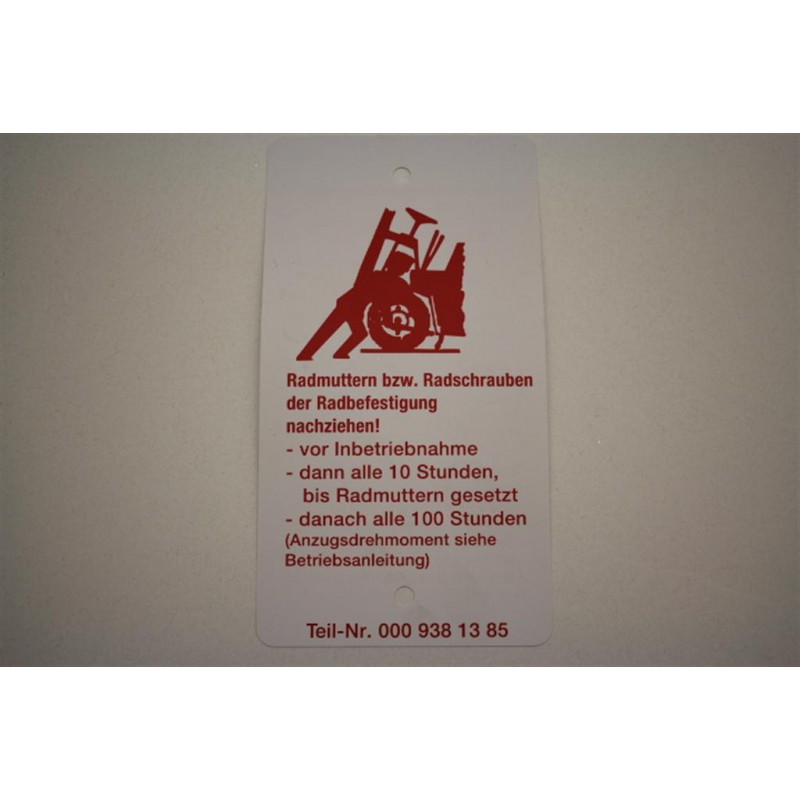 Radmuttern bzw. Radschrauben
der Radbefestigung
nachziehen!
- vor Inbetriebnahme
- dann alle 10 Stunden,
bis Radmuttern gesetzt
- danach alle 100 Stunden
(Anzugsdrehmoment siehe
Betriebsanleitung)
Teil-Nr. 000 938 13 85